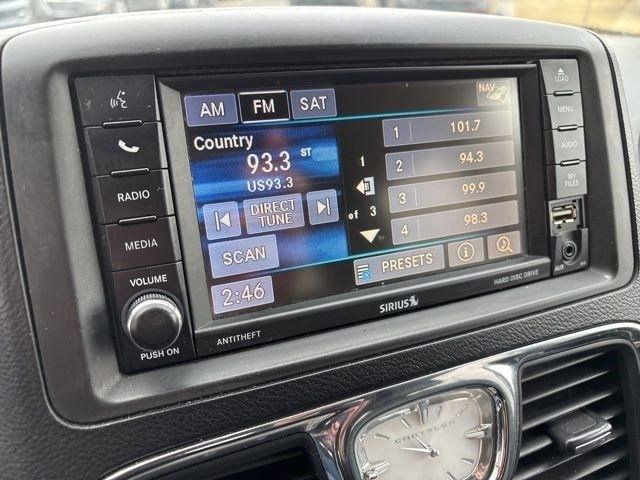 LOAD
MENU
AUDIO
MY
FILES
AUX
RADIO
MEDIA
VOLUME
PUSH ON
ANTITHEFT
SIRIUS
HARD DISC DRIVE
AM
FM
SAT
NAV
Country
93.3 ST
US93.3
DIRECT
TUNE
SCAN
2:46
1
of 3
1 101.7
2 94.3
3 99.9
4 98.3
PRESETS
i
CHRYSLER